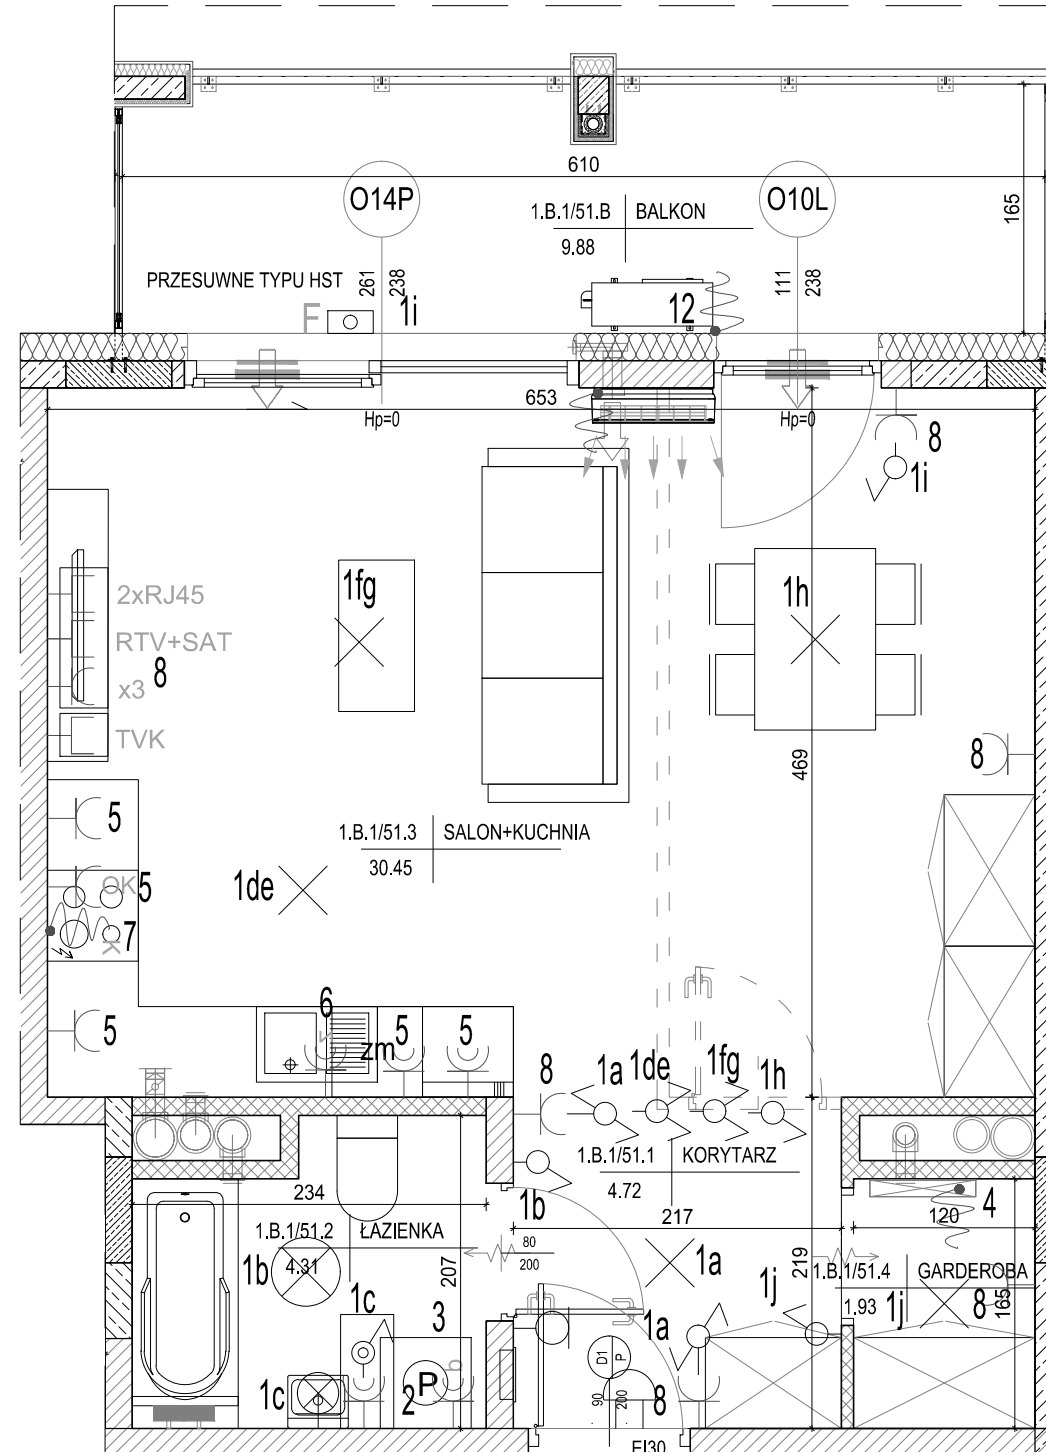 610
O14P
O10L
1.B.1/51.B BALKON
9.88
165
PRZESUWNE TYPU HST
261
238
111
238
F
1i
12
653
Hp=0
Hp=0
8
1i
1fg
1h
2xRJ45
RTV+SAT
8
x3
TVK
469
8
5
1.B.1/51.3 SALON+KUCHNIA
30.45
1de
OK
5
7
K
6
5
zm
5
5
8
1a
1de
1fg
1h
1.B.1/51.1 KORYTARZ
4.72
234
1b
217
120
4
1.B.1/51.2 ŁAZIENKA
4.31
1b
207
80
200
1a
219
1.B.1/51.4 GARDEROBA
1.93
1j
8
165
1j
1c
3
1a
D1
P
90
200
1c
2
P
b
8
EI30